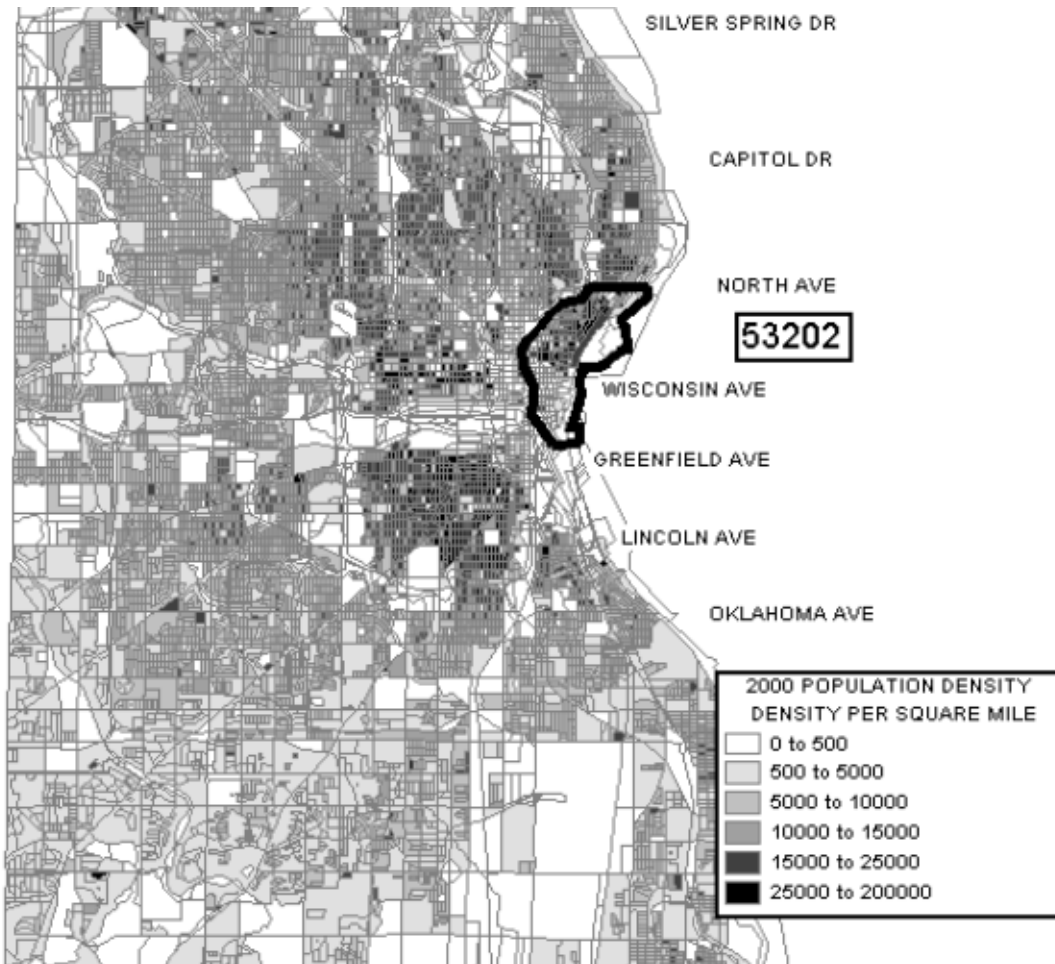 SILVER SPRING DR
CAPITOL DR
NORTH AVE
53202
WISCONSIN AVE
GREENFIELD AVE
LINCOLN AVE
OKLAHOMA AVE
2000 POPULATION DENSITY
DENSITY PER SQUARE MILE
0 to 500
500 to 5000
5000 to 10000
10000 to 15000
15000 to 25000
25000 to 200000